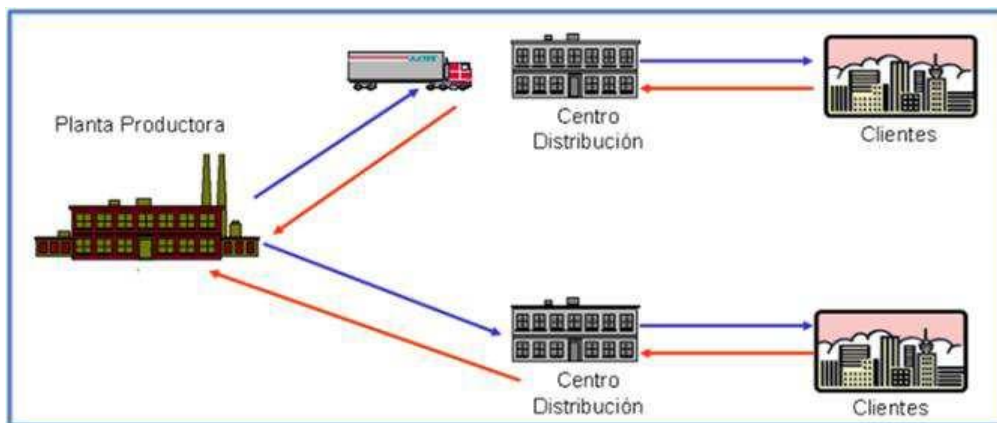 Planta Productora
Centro
Distribución
Clientes
Centro
Distribución
Clientes